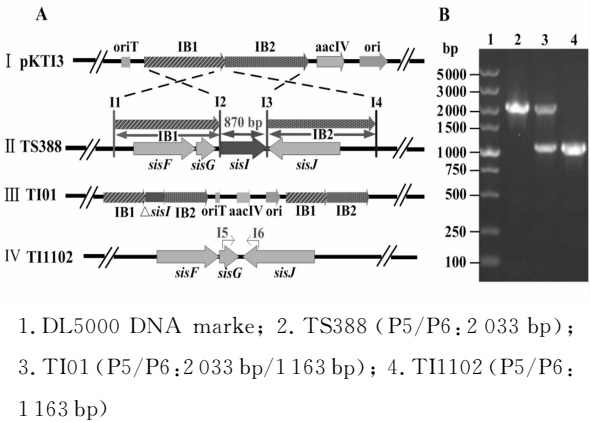 A
B
Ⅰ pKTI3
oriT
IB1
IB2
aacIV
ori
I1
I2
I3
I4
870 bp
IB1
IB2
Ⅱ TS388
sisF
sisG
sisI
sisJ
Ⅲ TI01
IB1
△sisI
IB2
oriT
aacIV
ori
IB1
IB2
Ⅳ TI1102
I5
I6
sisF
sisG
sisJ
1 2 3 4
bp
5000
3000
2000
1500
1000
750
500
250
100
1. DL5000 DNA marke; 2. TS388 (P5/P6:2 033 bp);
3. TI01 (P5/P6:2 033 bp/1 163 bp); 4. TI1102 (P5/P6:
1 163 bp)